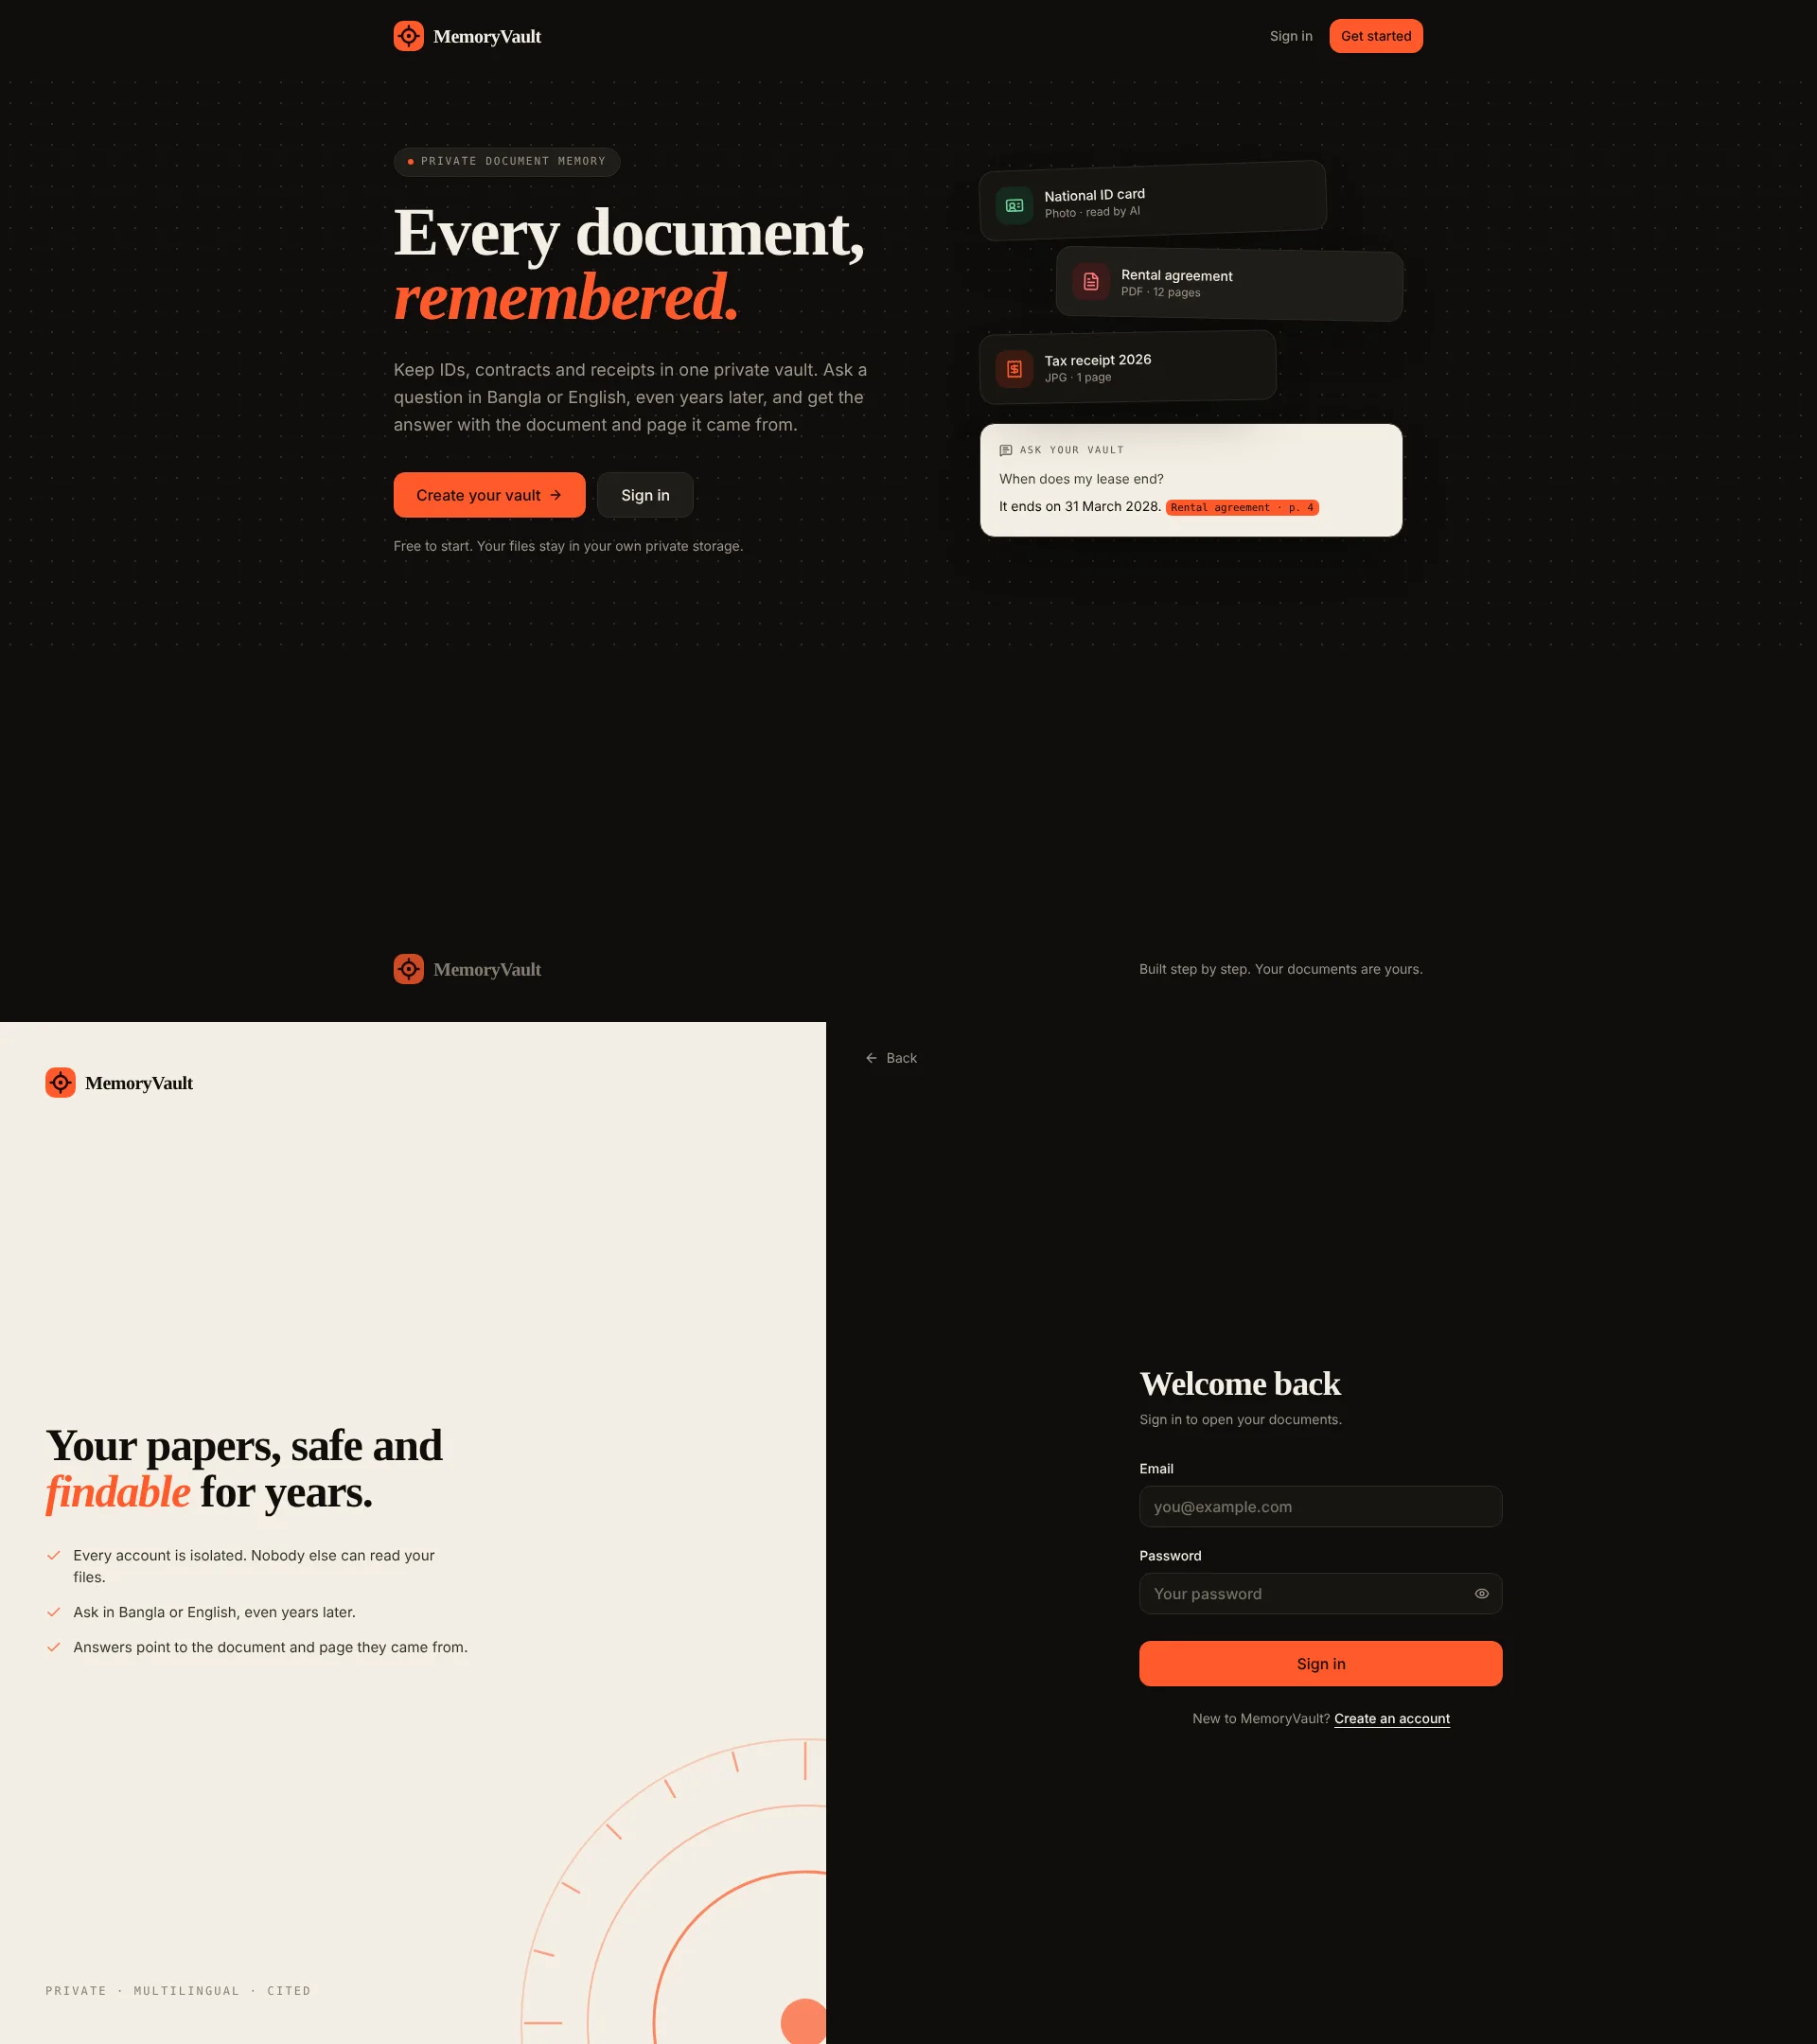 MemoryVault
Sign in
Get started
PRIVATE DOCUMENT MEMORY
Every document,
remembered.
Keep IDs, contracts and receipts in one private vault. Ask a
question in Bangla or English, even years later, and get the
answer with the document and page it came from.
Create your vault
Sign in
Free to start. Your files stay in your own private storage.
National ID card
Photo · read by AI
Rental agreement
PDF · 12 pages
Tax receipt 2026
JPG · 1 page
ASK YOUR VAULT
When does my lease end?
It ends on 31 March 2028. Rental agreement · p. 4
MemoryVault
Built step by step. Your documents are yours.
MemoryVault
Your papers, safe and
findable for years.
Every account is isolated. Nobody else can read your
files.
Ask in Bangla or English, even years later.
Answers point to the document and page they came from.
PRIVATE · MULTILINGUAL · CITED
Back
Welcome back
Sign in to open your documents.
Email
you@example.com
Password
Your password
Sign in
New to MemoryVault? Create an account